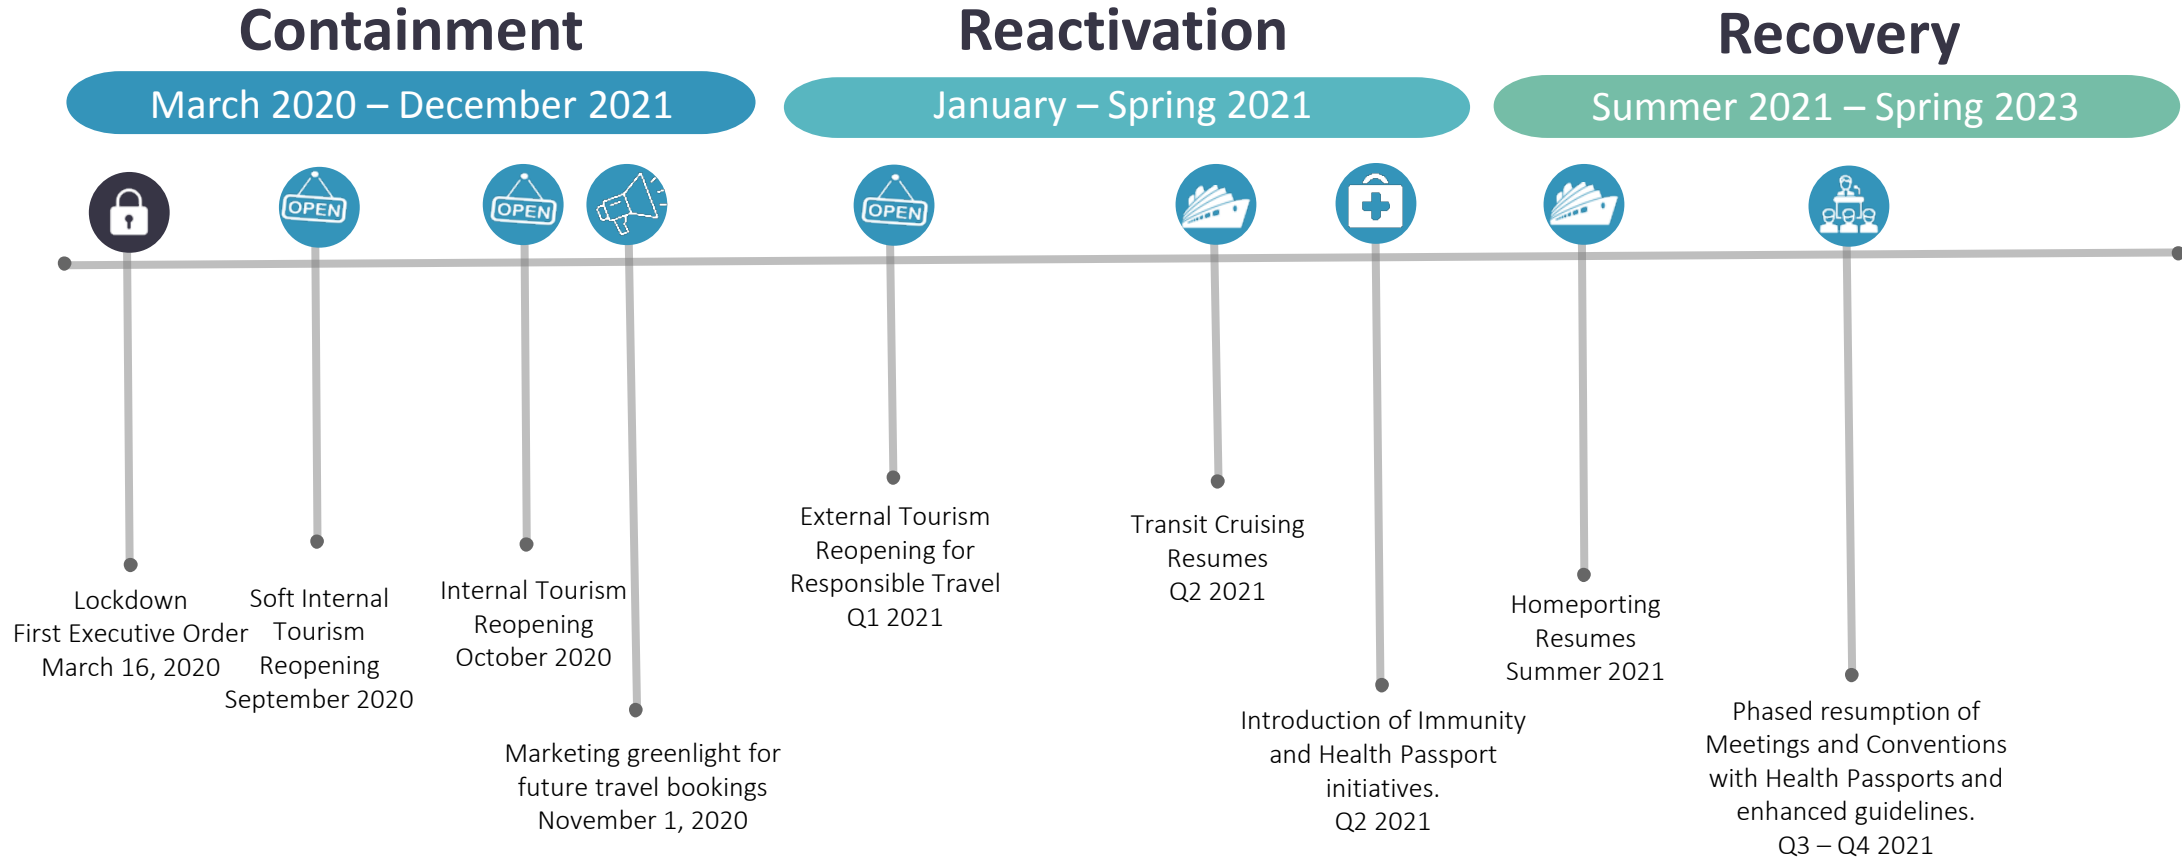 Containment
March 2020 – December 2021
Reactivation
January – Spring 2021
Recovery
Summer 2021 – Spring 2023
OPEN
OPEN
OPEN
Lockdown
First Executive Order
March 16, 2020
Soft Internal
Tourism
Reopening
September 2020
Internal Tourism
Reopening
October 2020
Marketing greenlight for
future travel bookings
November 1, 2020
External Tourism
Reopening for
Responsible Travel
Q1 2021
Transit Cruising
Resumes
Q2 2021
Introduction of Immunity
and Health Passport
initiatives.
Q2 2021
Homeporting
Resumes
Summer 2021
Phased resumption of
Meetings and Conventions
with Health Passports and
enhanced guidelines.
Q3 – Q4 2021